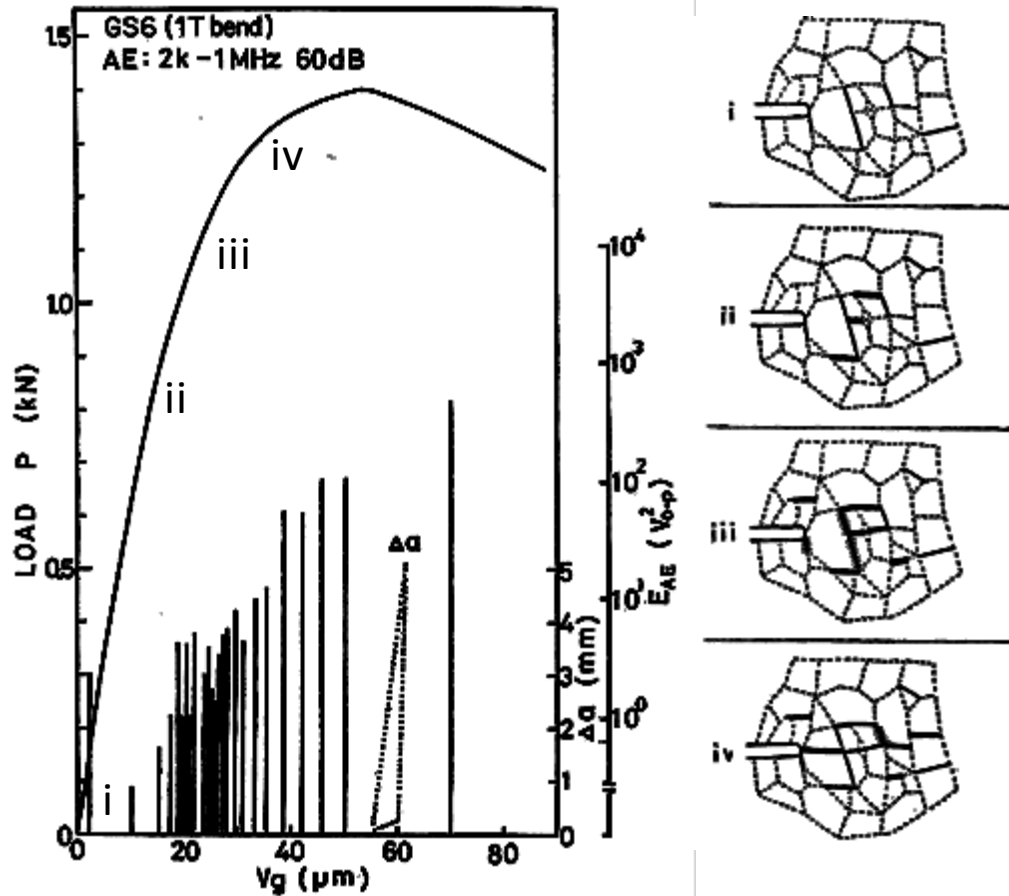 GS6 (1T bend)
AE: 2k-1MHz 60dB
1.5
1.0
0.5
0
LOAD P (kN)
i
ii
iii
iv
Δa
0
20
40
60
80
Vg (μm)
5
4
3
2
1
0
Δa (mm)
10⁴
10³
10²
10¹
10⁰
E_AE (V²₀₋ₚ)
i
ii
iii
iv